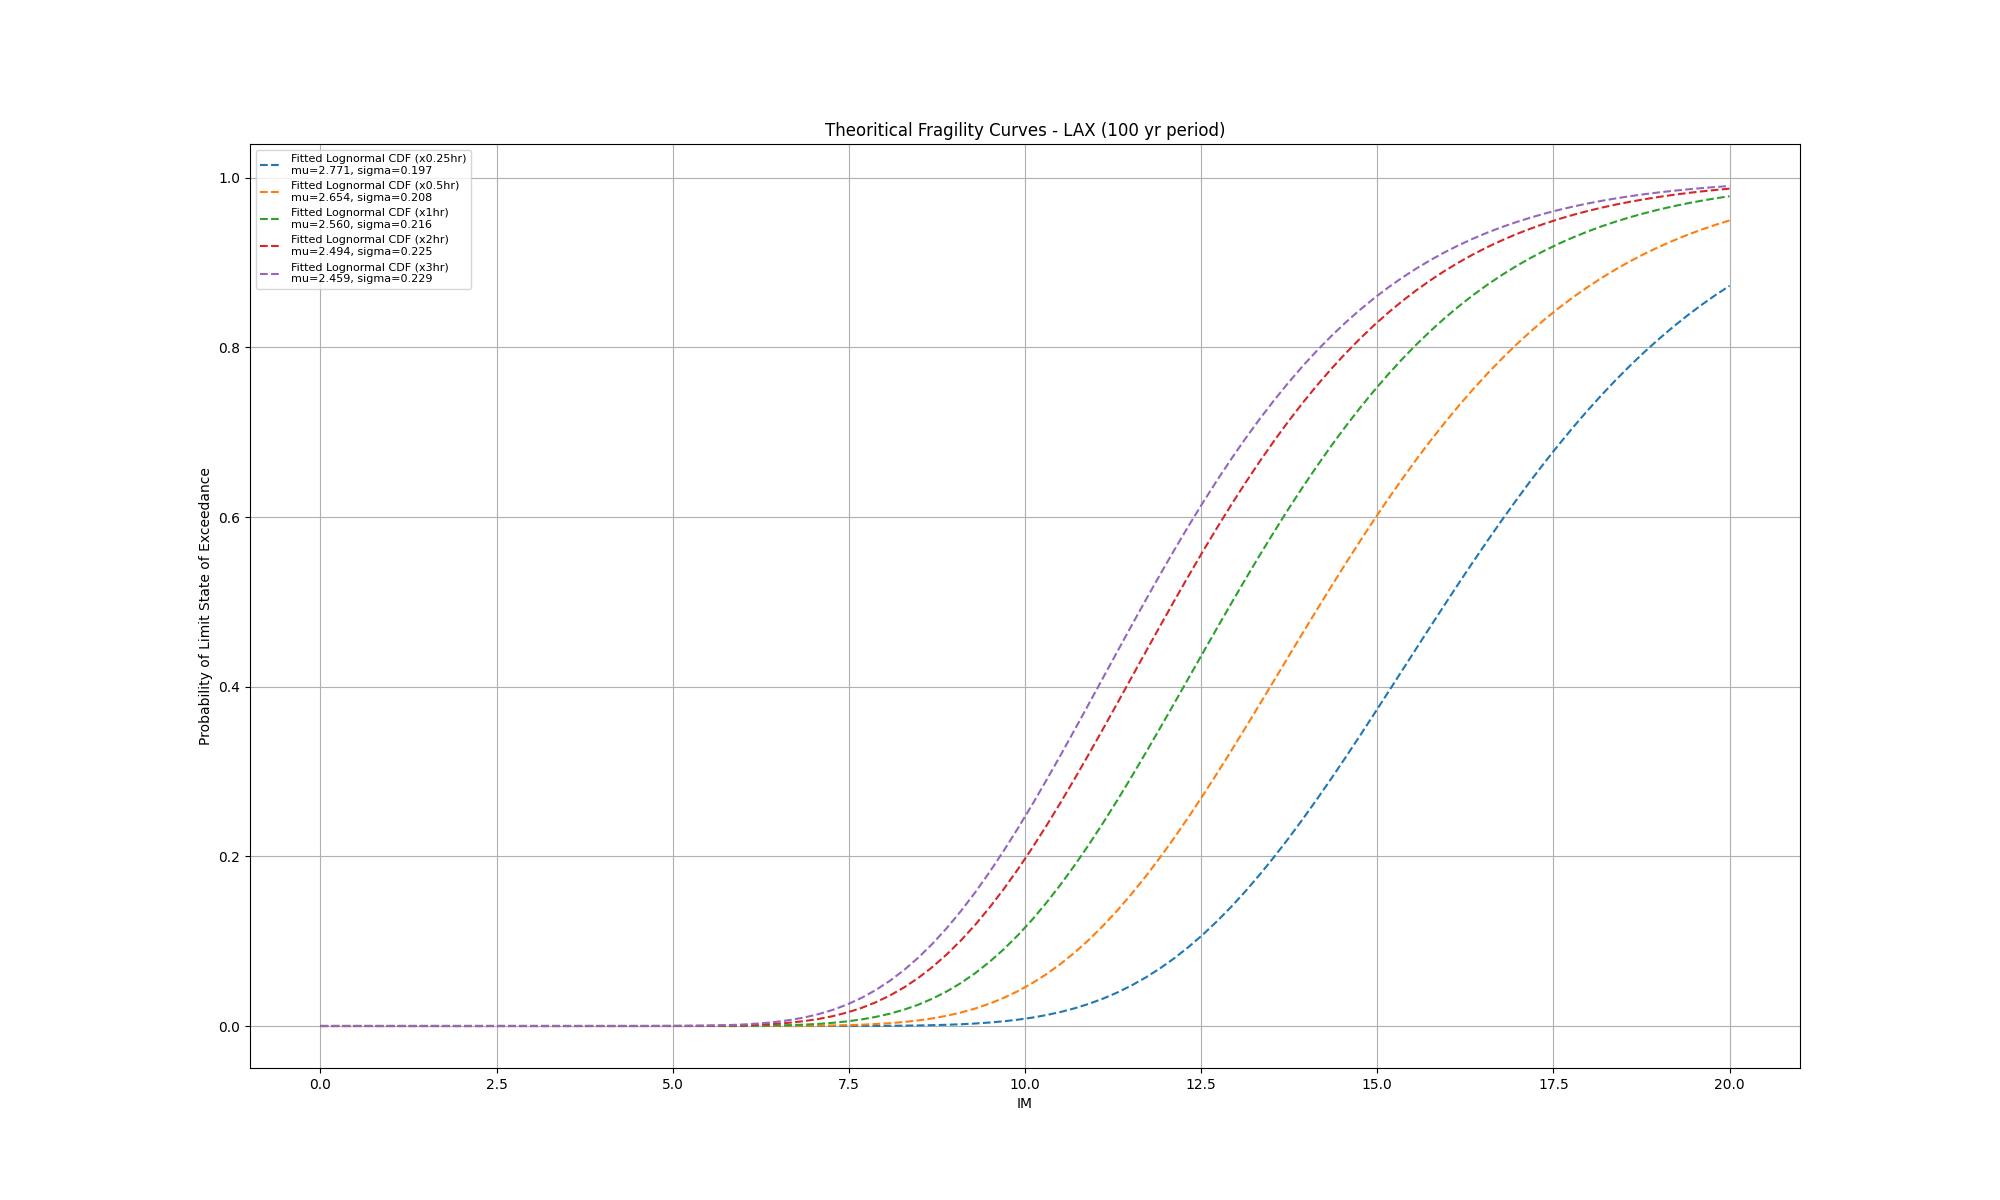 Theoritical Fragility Curves - LAX (100 yr period)
Fitted Lognormal CDF (x0.25hr)
mu=2.771, sigma=0.197
Fitted Lognormal CDF (x0.5hr)
mu=2.654, sigma=0.208
Fitted Lognormal CDF (x1hr)
mu=2.560, sigma=0.216
Fitted Lognormal CDF (x2hr)
mu=2.494, sigma=0.225
Fitted Lognormal CDF (x3hr)
mu=2.459, sigma=0.229
Probability of Limit State of Exceedance
1.0
0.8
0.6
0.4
0.2
0.0
0.0 2.5 5.0 7.5 10.0 12.5 15.0 17.5 20.0
IM